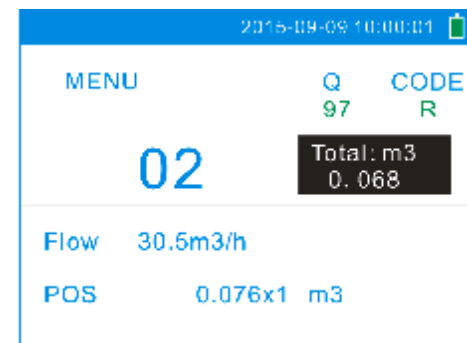 2015-09-09 10:00:01
MENU Q CODE
97 R
02 Total: m3
0.068
Flow 30.5m3/h
POS 0.076x1 m3